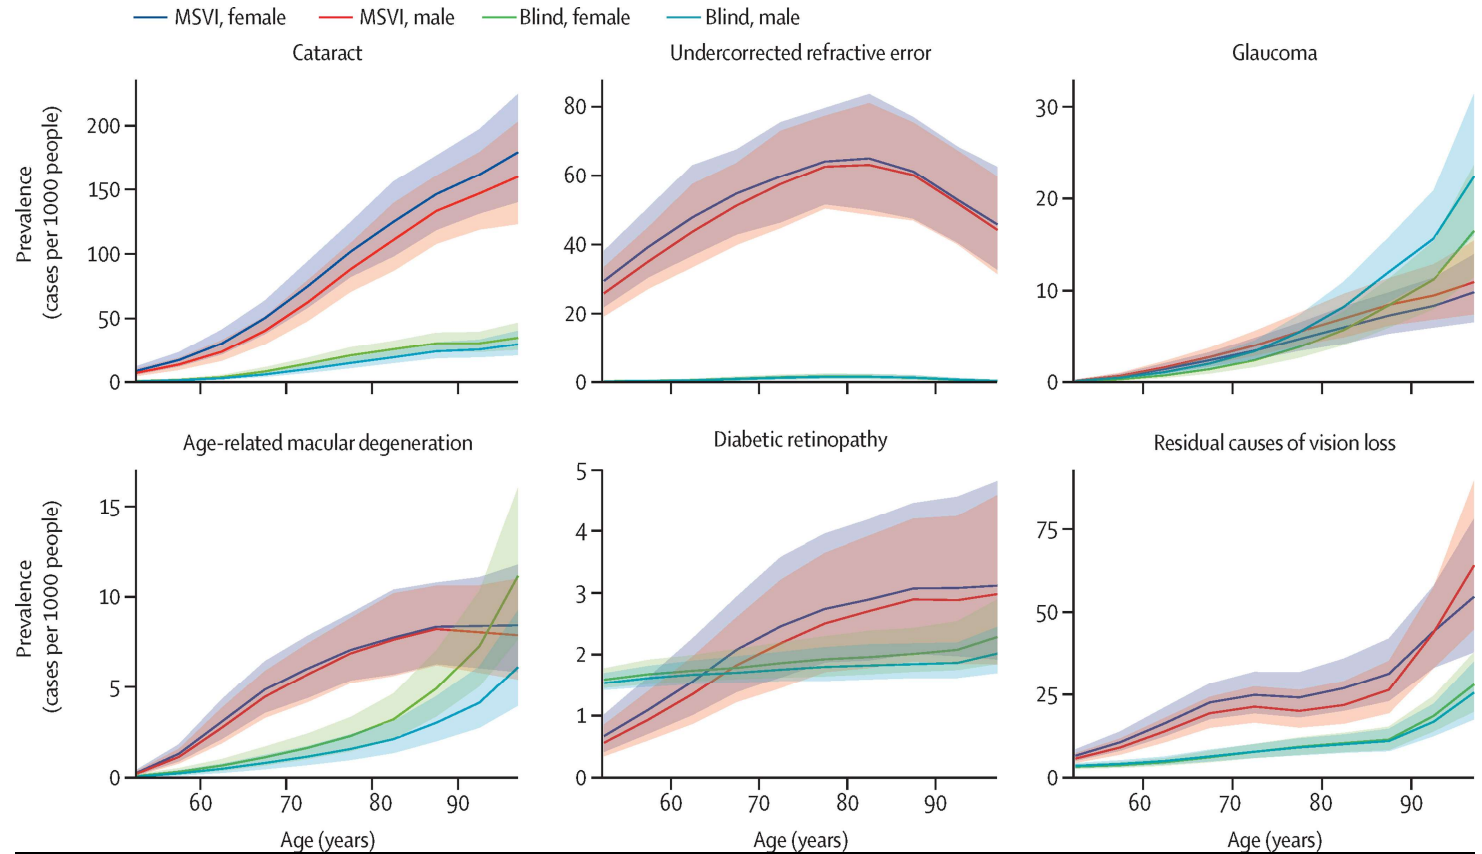 MSVI, female MSVI, male Blind, female Blind, male
Cataract
Undercorrected refractive error
Glaucoma
Prevalence
(cases per 1000 people)
200
150
100
50
0
80
60
40
20
0
30
20
10
0
Age-related macular degeneration
Diabetic retinopathy
Residual causes of vision loss
Prevalence
(cases per 1000 people)
15
10
5
0
60 70 80 90
Age (years)
5
4
3
2
1
0
60 70 80 90
Age (years)
75
50
25
0
60 70 80 90
Age (years)